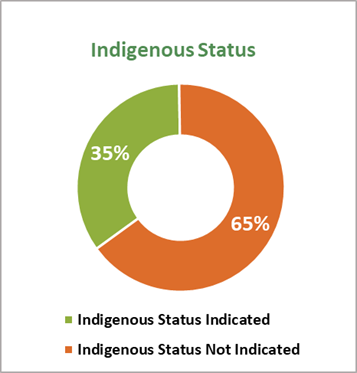 Indigenous Status
35%
65%
Indigenous Status Indicated
Indigenous Status Not Indicated